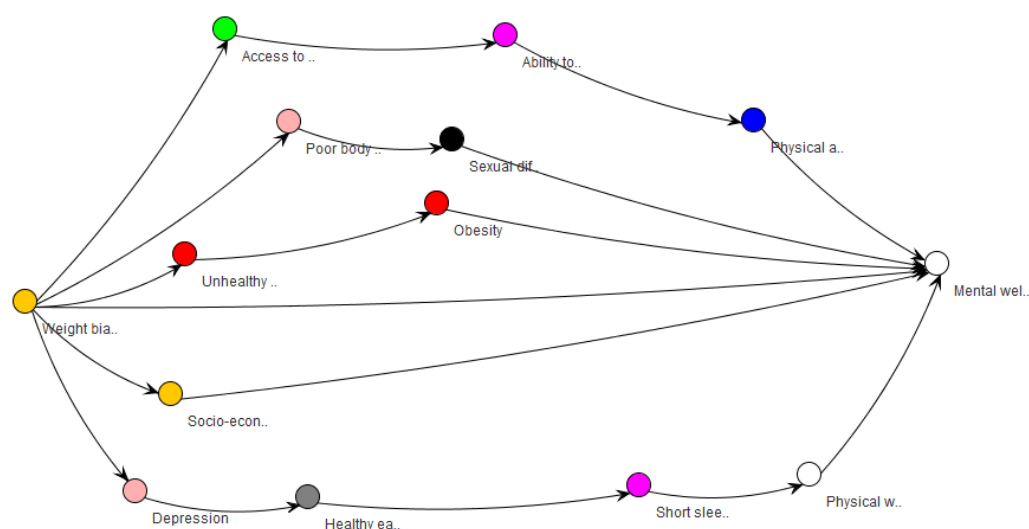 Access to ..
Ability to..
Physical a..
Poor body ..
Sexual dif..
Obesity
Unhealthy ..
Mental wel..
Weight bia..
Socio-econ..
Depression
Healthy ea..
Short slee..
Physical w..